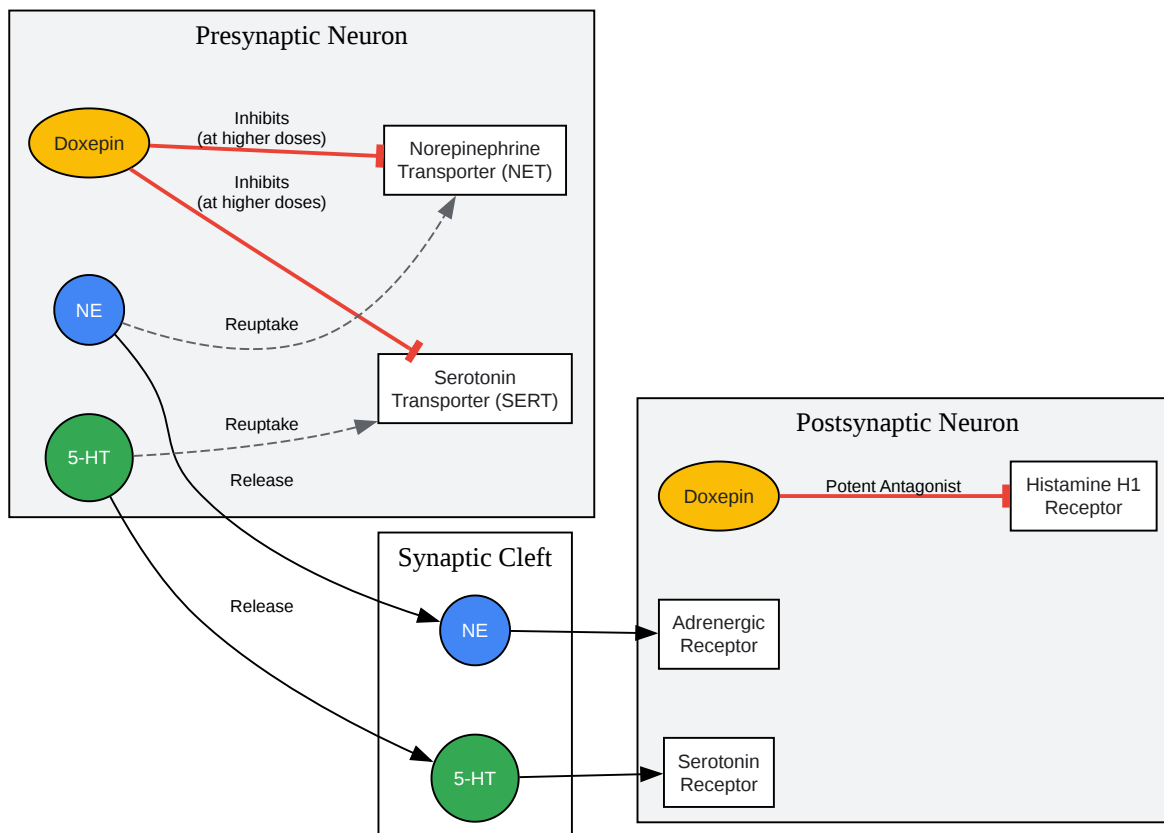 Presynaptic Neuron
Doxepin
Inhibits
(at higher doses)
Norepinephrine
Transporter (NET)
Inhibits
(at higher doses)
NE
Reuptake
Serotonin
Transporter (SERT)
Reuptake
5-HT
Release
Postsynaptic Neuron
Doxepin
Potent Antagonist
Histamine H1
Receptor
Synaptic Cleft
Release
NE
Adrenergic
Receptor
5-HT
Serotonin
Receptor